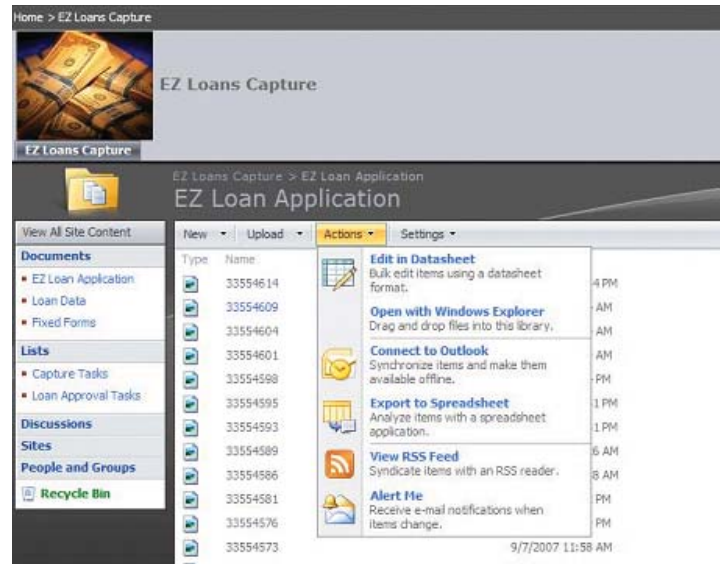 Home > EZ Loans Capture
EZ Loans Capture
EZ Loans Capture
EZ Loans Capture > EZ Loan Application
EZ Loan Application
View All Site Content
New Upload Actions Settings
Documents
EZ Loan Application
Loan Data
Fixed Forms
Lists
Capture Tasks
Loan Approval Tasks
Discussions
Sites
People and Groups
Recycle Bin
Type Name
33554614
33554609
33554604
33554601
33554598
33554595
33554593
33554589
33554586
33554581
33554576
33554573
Edit in Datasheet
Bulk edit items using a datasheet
format.
Open with Windows Explorer
Drag and drop files into this library.
Connect to Outlook
Synchronize items and make them
available offline.
Export to Spreadsheet
Analyze items with a spreadsheet
application.
View RSS Feed
Syndicate items with an RSS reader.
Alert Me
Receive e-mail notifications when
items change.
4 PM
AM
AM
AM
PM
1 PM
1 PM
6 AM
8 AM
PM
PM
9/7/2007 11:58 AM